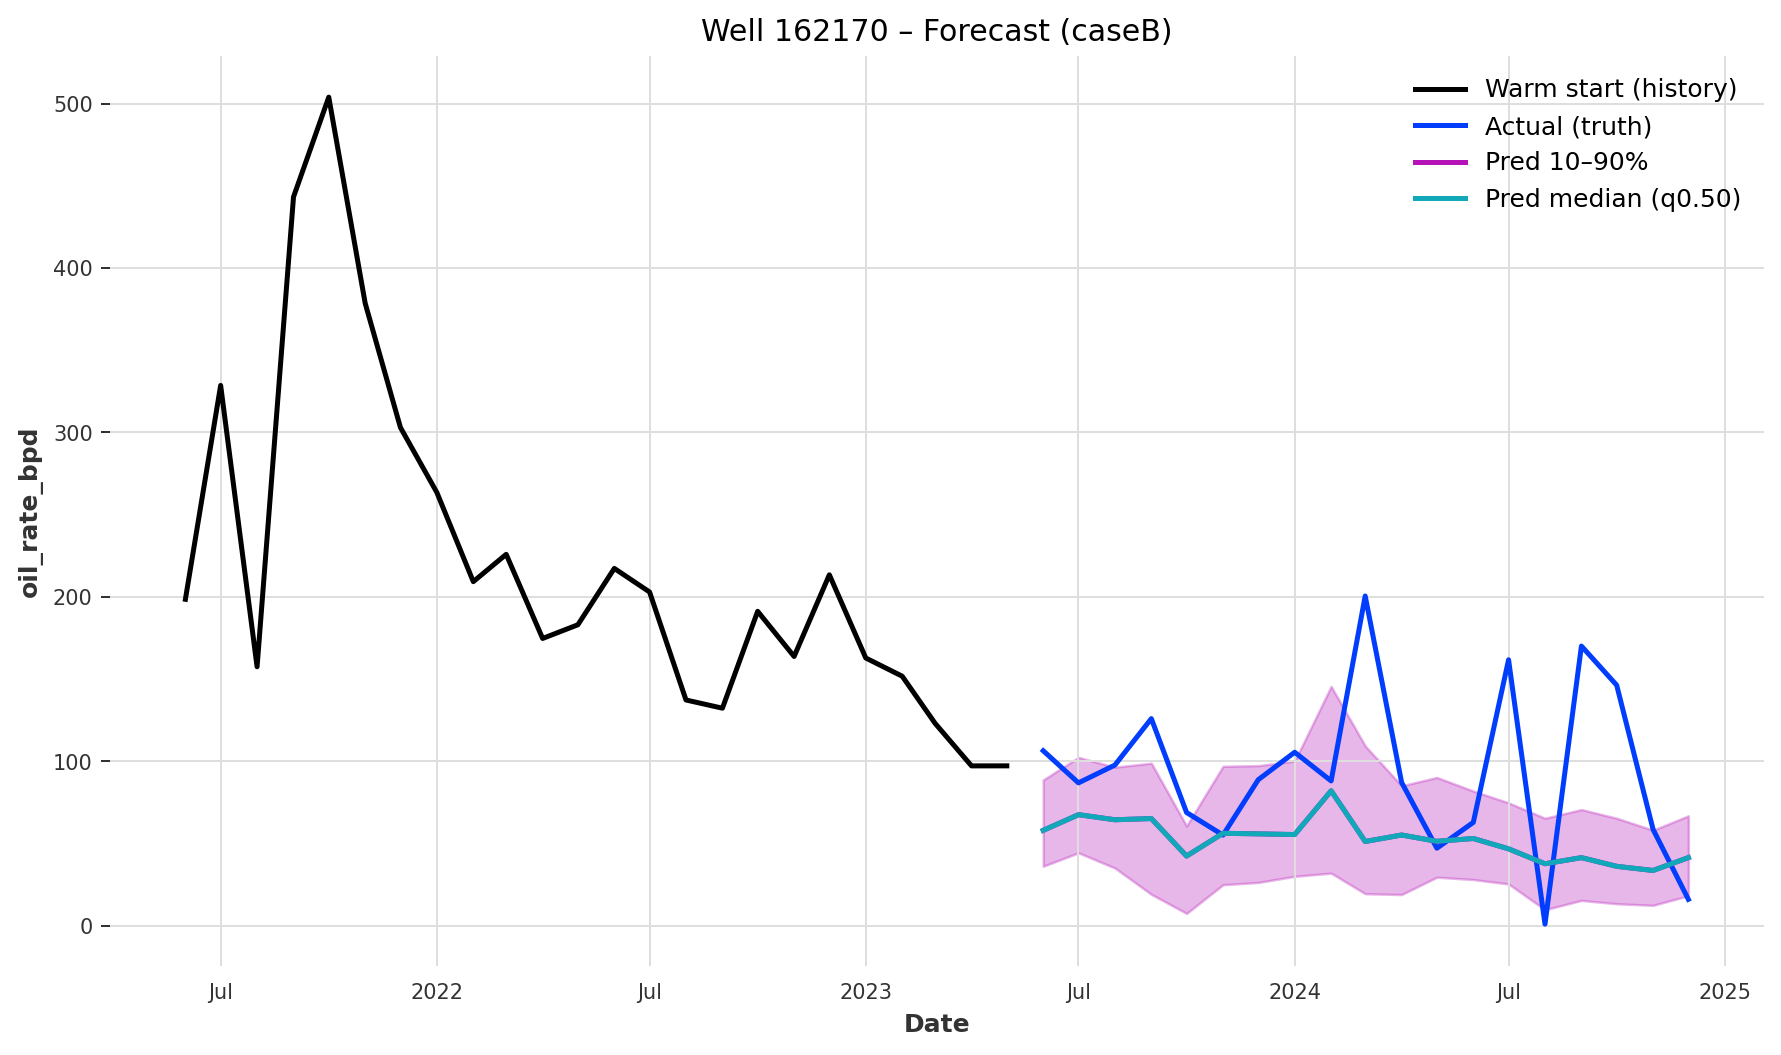 Well 162170 – Forecast (caseB)
Warm start (history)
Actual (truth)
Pred 10–90%
Pred median (q0.50)
oil_rate_bpd
500
400
300
200
100
0
Jul 2022 Jul 2023 Jul 2024 Jul 2025
Date